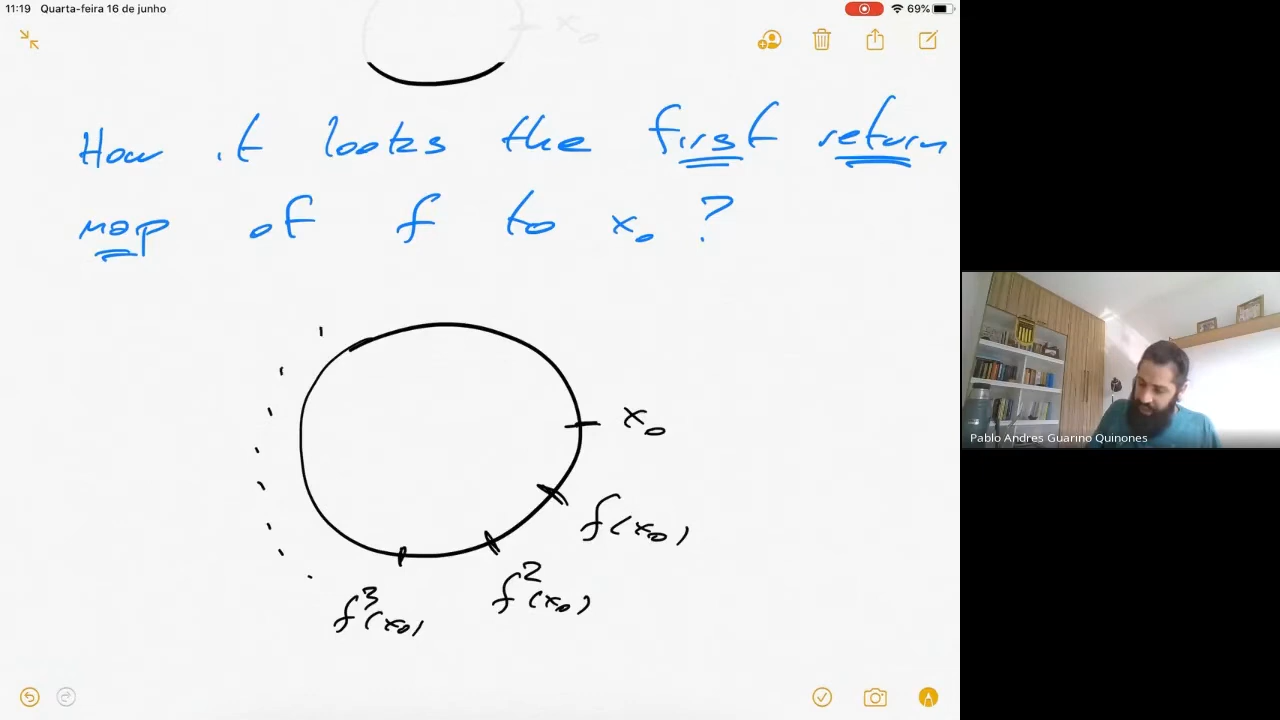 11:19 Quarta-feira 16 de junho
69%
x₀
How it looks the first return
map of f to x₀ ?
x₀
f(x₀)
f²(x₀)
f³(x₀)
Pablo Andres Guarino Quinones